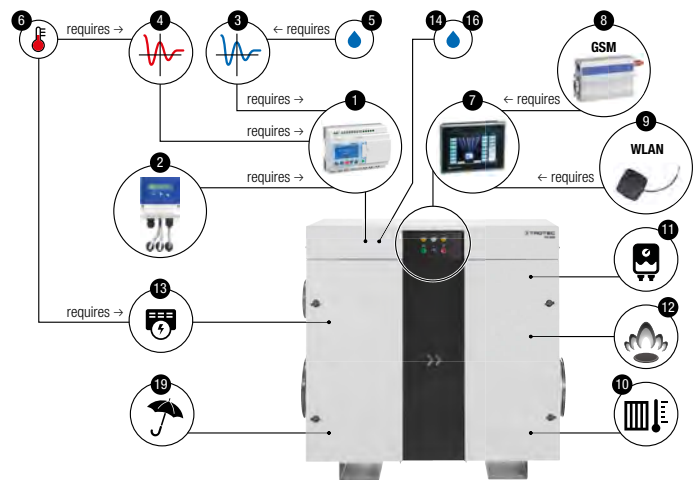 6 requires → 4 3 ← requires 5 14 16 8
GSM
1 7 ← requires
requires →
9
requires →
WLAN
2
requires → ← requires
TROTEC
11
13
requires →
12
19 10